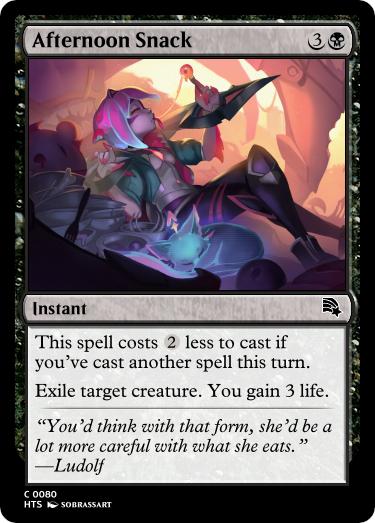 Afternoon Snack 3
Instant
This spell costs 2 less to cast if
you've cast another spell this turn.
Exile target creature. You gain 3 life.
“You'd think with that form, she'd be a
lot more careful with what she eats.”
—Ludolf
C 0080
HTS SOBRASSART